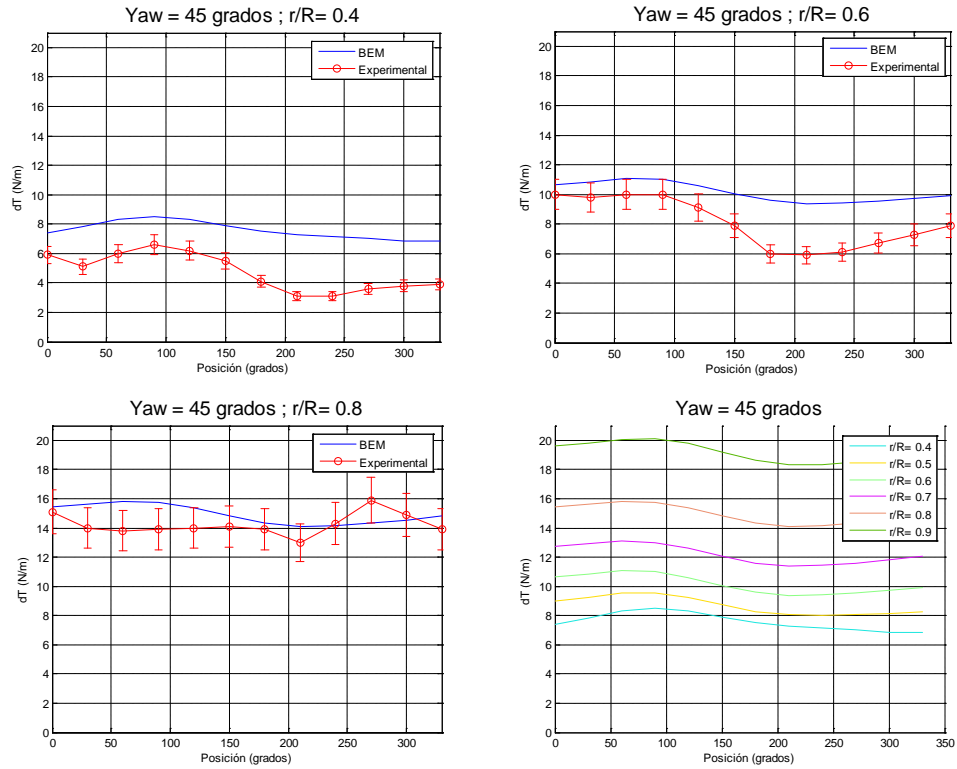 Yaw = 45 grados ; r/R= 0.4
20
18
16
14
12
10
8
6
4
2
0
dT (N/m)
0 50 100 150 200 250 300
Posición (grados)
BEM
Experimental
Yaw = 45 grados ; r/R= 0.6
20
18
16
14
12
10
8
6
4
2
0
dT (N/m)
0 50 100 150 200 250 300
Posición (grados)
BEM
Experimental
Yaw = 45 grados ; r/R= 0.8
20
18
16
14
12
10
8
6
4
2
0
dT (N/m)
0 50 100 150 200 250 300
Posición (grados)
BEM
Experimental
Yaw = 45 grados
20
18
16
14
12
10
8
6
4
2
0
dT (N/m)
0 50 100 150 200 250 300 350
Posición (grados)
r/R= 0.4
r/R= 0.5
r/R= 0.6
r/R= 0.7
r/R= 0.8
r/R= 0.9